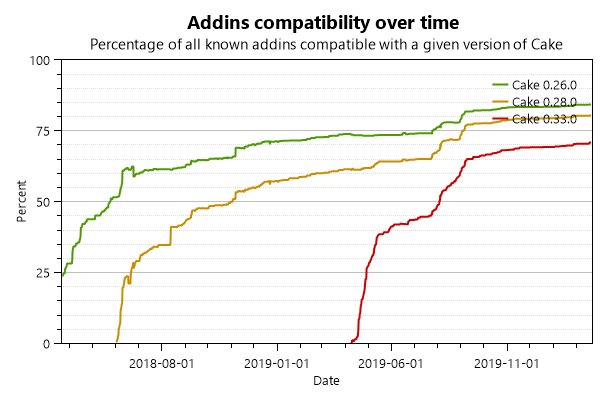 Addins compatibility over time
Percentage of all known addins compatible with a given version of Cake
100
Cake 0.26.0
Cake 0.28.0
Cake 0.33.0
75
50
25
0
Percent
2018-08-01 2019-01-01 2019-06-01 2019-11-01
Date